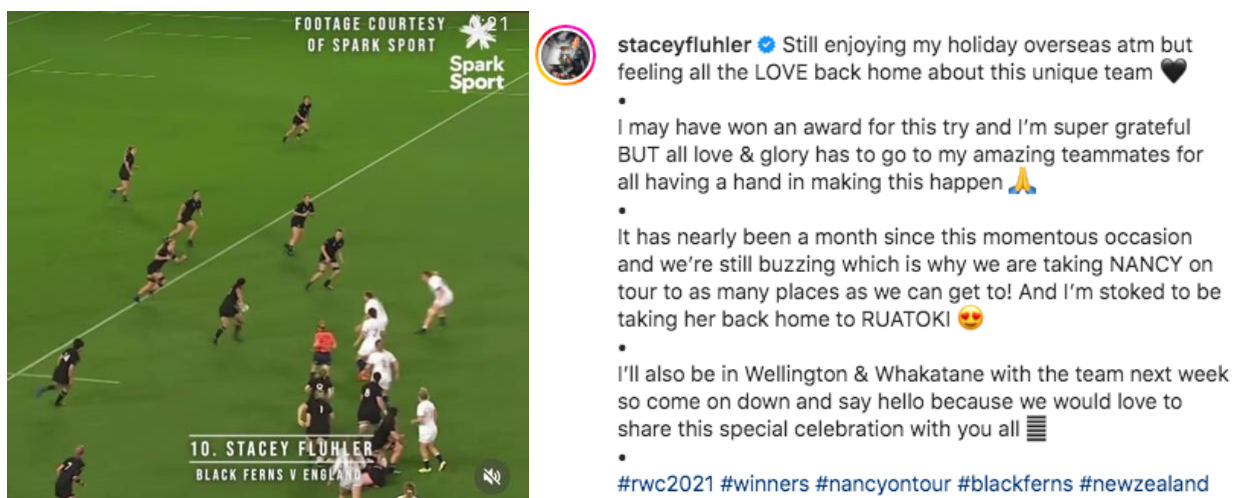 FOOTAGE COURTESY
OF SPARK SPORT
Spark
Sport
10. STACEY FLUHLER
BLACK FERNS V ENGLAND
staceyfluhler Still enjoying my holiday overseas atm but
feeling all the LOVE back home about this unique team 🖤
•
I may have won an award for this try and I'm super grateful
BUT all love & glory has to go to my amazing teammates for
all having a hand in making this happen 🙏
•
It has nearly been a month since this momentous occasion
and we're still buzzing which is why we are taking NANCY on
tour to as many places as we can get to! And I'm stoked to be
taking her back home to RUATOKI 😍
•
I'll also be in Wellington & Whakatane with the team next week
so come on down and say hello because we would love to
share this special celebration with you all
•
#rwc2021 #winners #nancyontour #blackferns #newzealand